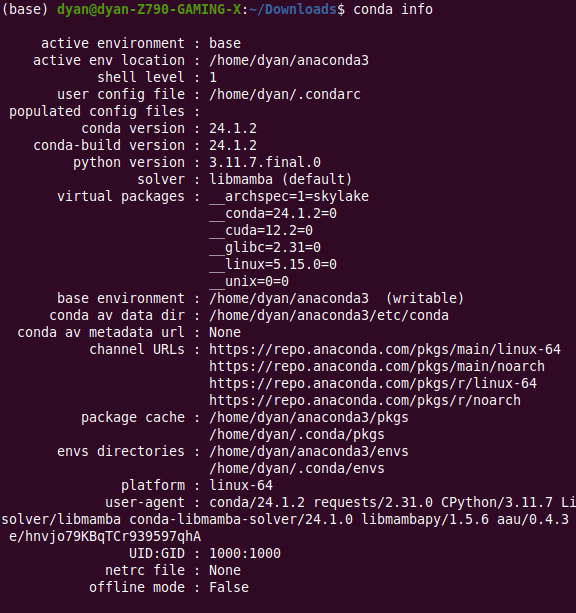 (base) dyan@dyan-Z790-GAMING-X:~/Downloads$ conda info
active environment : base
active env location : /home/dyan/anaconda3
shell level : 1
user config file : /home/dyan/.condarc
populated config files :
conda version : 24.1.2
conda-build version : 24.1.2
python version : 3.11.7.final.0
solver : libmamba (default)
virtual packages : __archspec=1=skylake
__conda=24.1.2=0
__cuda=12.2=0
__glibc=2.31=0
__linux=5.15.0=0
__unix=0=0
base environment : /home/dyan/anaconda3  (writable)
conda av data dir : /home/dyan/anaconda3/etc/conda
conda av metadata url : None
channel URLs : https://repo.anaconda.com/pkgs/main/linux-64
https://repo.anaconda.com/pkgs/main/noarch
https://repo.anaconda.com/pkgs/r/linux-64
https://repo.anaconda.com/pkgs/r/noarch
package cache : /home/dyan/anaconda3/pkgs
/home/dyan/.conda/pkgs
envs directories : /home/dyan/anaconda3/envs
/home/dyan/.conda/envs
platform : linux-64
user-agent : conda/24.1.2 requests/2.31.0 CPython/3.11.7 Li
solver/libmamba conda-libmamba-solver/24.1.0 libmambapy/1.5.6 aau/0.4.3
e/hnvjo79KBqTCr939597qhA
UID:GID : 1000:1000
netrc file : None
offline mode : False